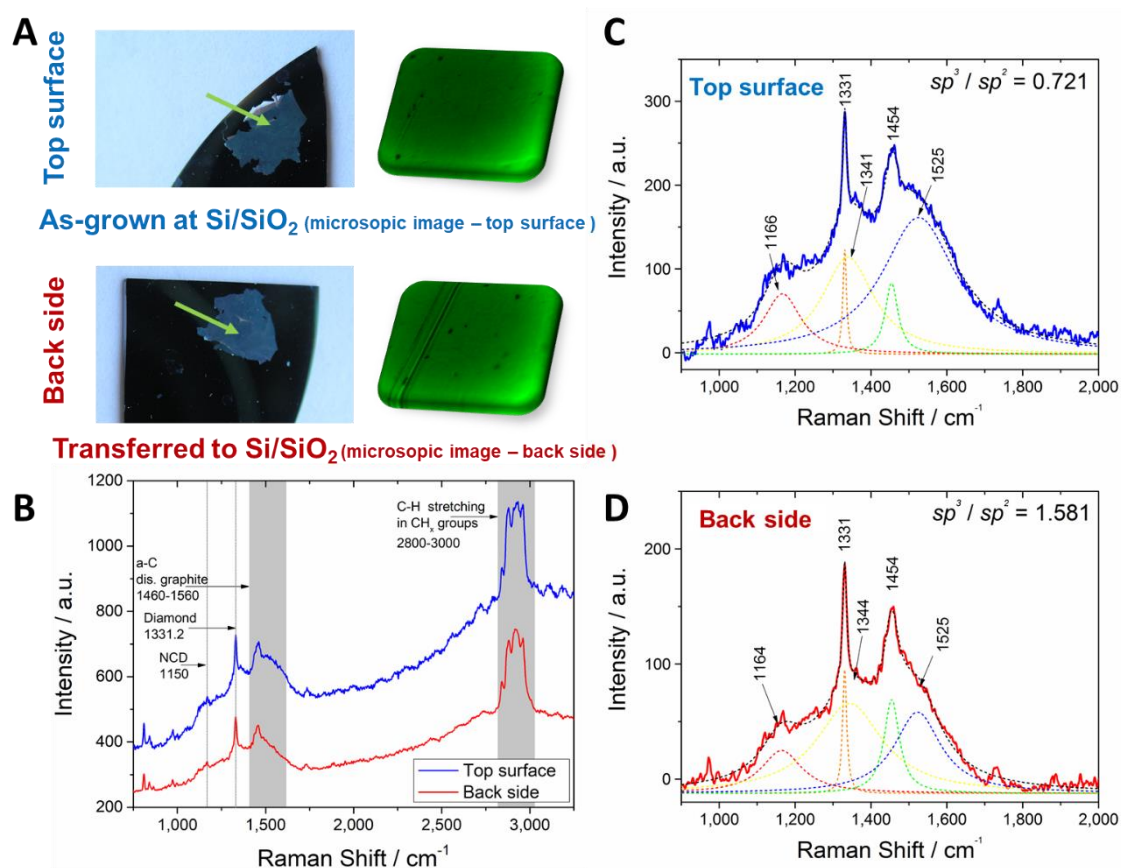 A
Top surface
As-grown at Si/SiO₂ (microsopic image – top surface )
Back side
Transferred to Si/SiO₂ (microsopic image – back side )
B
1200
1000
800
600
400
200
Intensity / a.u.
a-C
dis. graphite
1460-1560
Diamond
1331.2
NCD
1150
C-H stretching
in CHₓ groups
2800-3000
Top surface
Back side
1,000
1,500
2,000
2,500
3,000
Raman Shift / cm⁻¹
C
Top surface
sp³ / sp² = 0.721
300
200
100
0
Intensity / a.u.
1166
1331
1341
1454
1525
1,000
1,200
1,400
1,600
1,800
2,000
Raman Shift / cm⁻¹
D
Back side
sp³ / sp² = 1.581
200
100
0
Intensity / a.u.
1164
1331
1344
1454
1525
1,000
1,200
1,400
1,600
1,800
2,000
Raman Shift / cm⁻¹